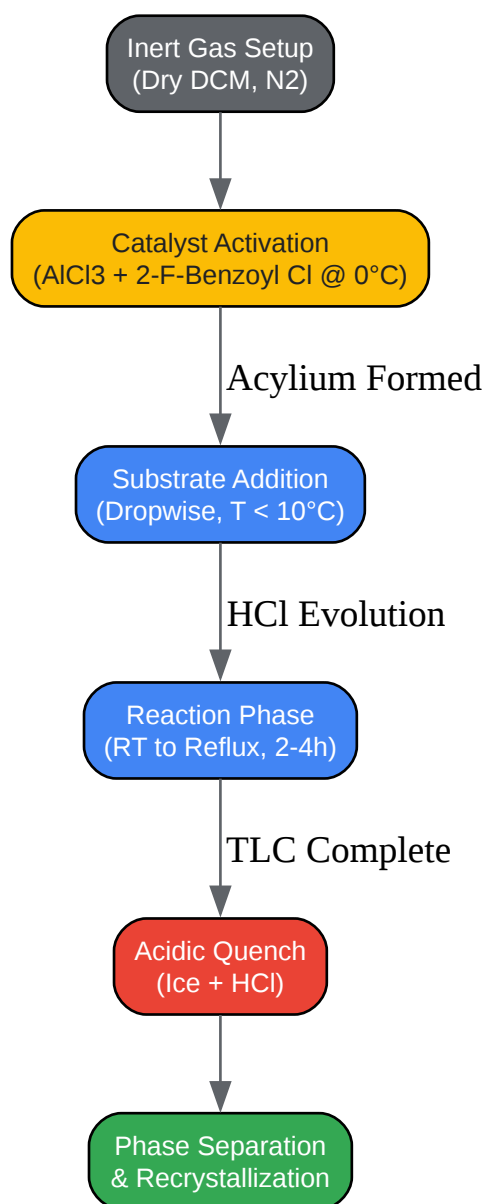 Inert Gas Setup
(Dry DCM, N2)
Catalyst Activation
(AlCl3 + 2-F-Benzoyl Cl @ 0°C)
Acylium Formed
Substrate Addition
(Dropwise, T < 10°C)
HCl Evolution
Reaction Phase
(RT to Reflux, 2-4h)
TLC Complete
Acidic Quench
(Ice + HCl)
Phase Separation
& Recrystallization